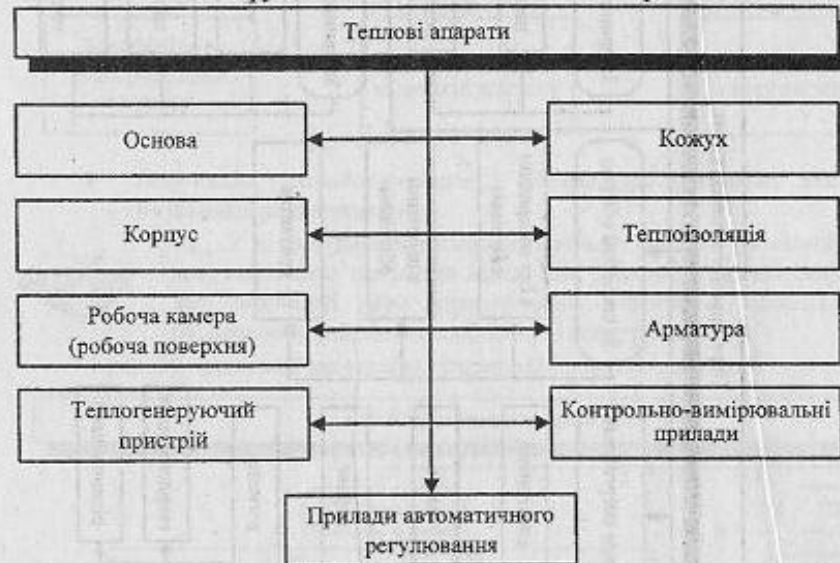 Теплові апарати
Основа
Кожух
Корпус
Теплоізоляція
Робоча камера
(робоча поверхня)
Арматура
Теплогенеруючий
пристрій
Контрольно-вимірювальні
прилади
Прилади автоматичного
регулювання